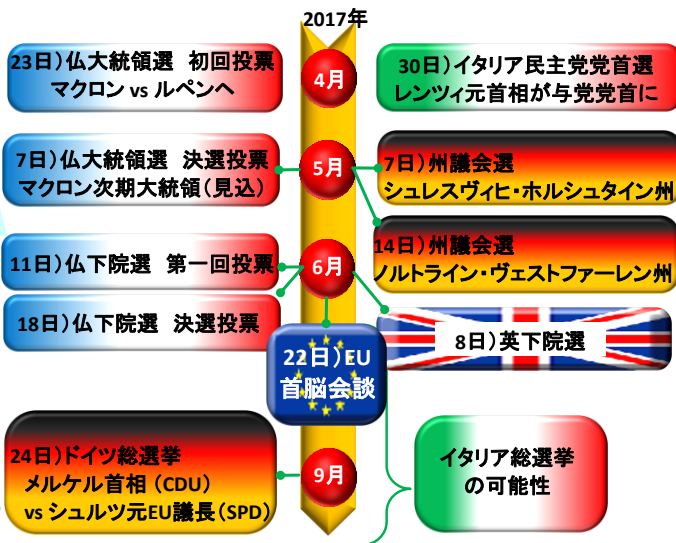 2017年
4月
23日）仏大統領選　初回投票
マクロン vs ルペンへ
30日）イタリア民主党党首選
レンツィ元首相が与党党首に
5月
7日）仏大統領選　決選投票
マクロン次期大統領（見込）
7日）州議会選
シュレスヴィヒ・ホルシュタイン州
14日）州議会選
ノルトライン・ヴェストファーレン州
6月
11日）仏下院選　第一回投票
18日）仏下院選　決選投票
8日）英下院選
22日）EU
首脳会談
9月
24日）ドイツ総選挙
メルケル首相（CDU）
vs シュルツ元EU議長（SPD）
イタリア総選挙
の可能性